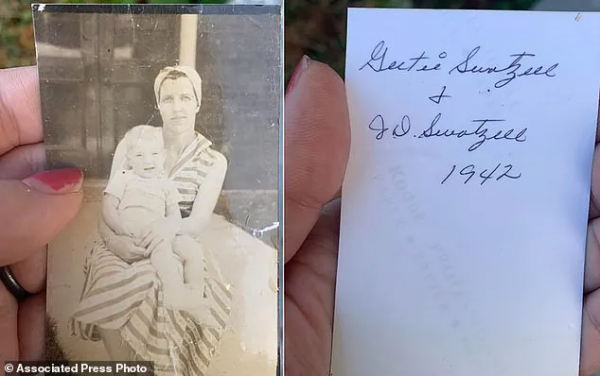 Gertie Swatzell
&
J.D. Swatzell
1942
© Associated Press Photo